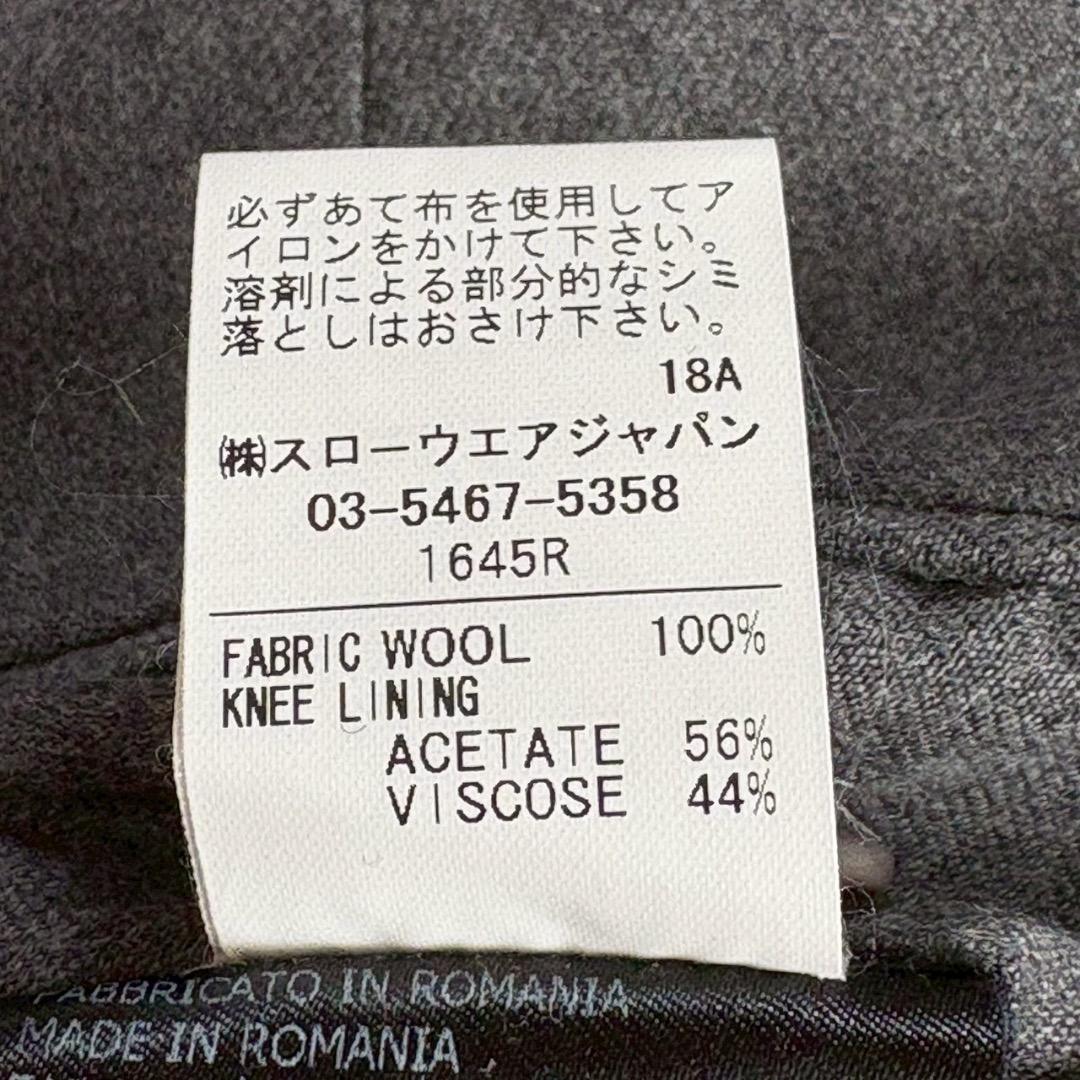 必ずあて布を使用してア
イロンをかけて下さい。
溶剤による部分的なシミ
落としはおさけ下さい。
18A
㈱スローウエアジャパン
03-5467-5358
1645R
FABRIC WOOL 100%
KNEE LINING
ACETATE 56%
VISCOSE 44%
FABBRICATO IN ROMANIA
MADE IN ROMANIA